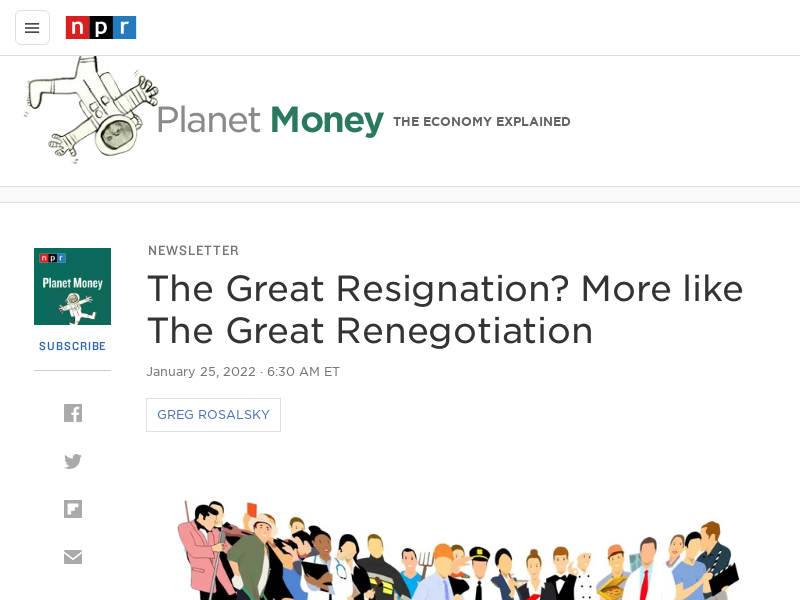 npr
Planet Money THE ECONOMY EXPLAINED
npr
Planet Money
SUBSCRIBE
NEWSLETTER
The Great Resignation? More like
The Great Renegotiation
January 25, 2022 · 6:30 AM ET
GREG ROSALSKY